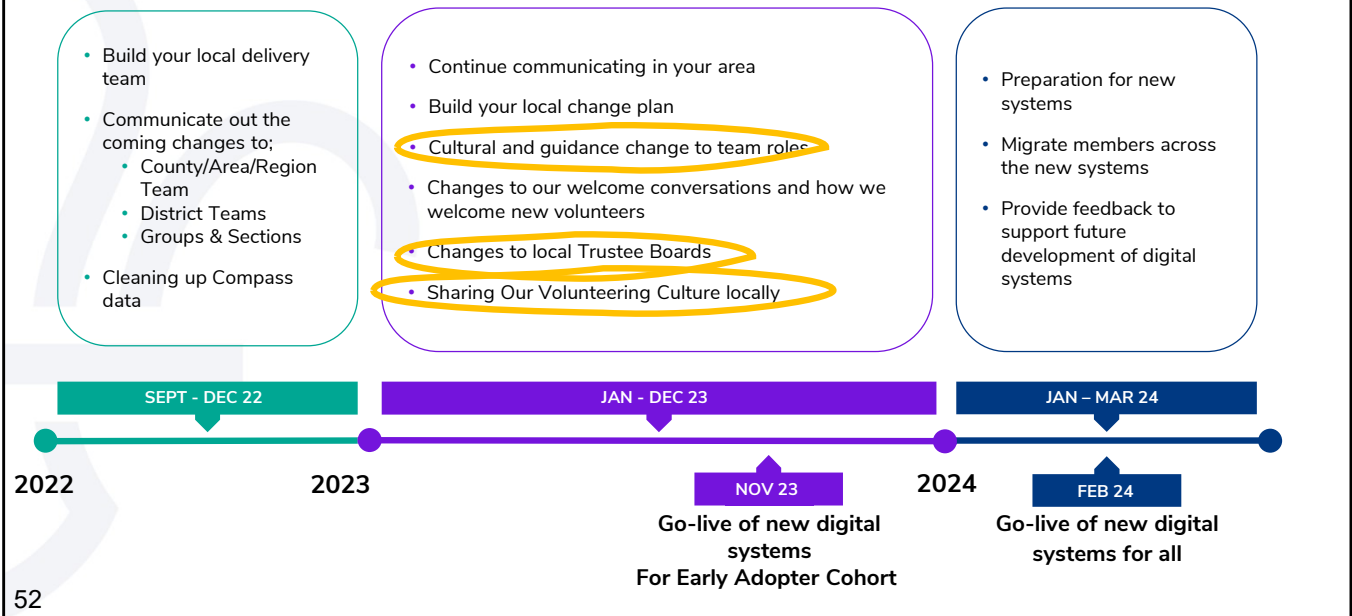 • Build your local delivery
team
• Communicate out the
coming changes to;
• County/Area/Region
Team
• District Teams
• Groups & Sections
• Cleaning up Compass
data
• Continue communicating in your area
• Build your local change plan
• Cultural and guidance change to team roles
• Changes to our welcome conversations and how we
welcome new volunteers
• Changes to local Trustee Boards
• Sharing Our Volunteering Culture locally
• Preparation for new
systems
• Migrate members across
the new systems
• Provide feedback to
support future
development of digital
systems
SEPT - DEC 22
JAN - DEC 23
JAN – MAR 24
2022
2023
2024
NOV 23
Go-live of new digital
systems
For Early Adopter Cohort
FEB 24
Go-live of new digital
systems for all
52